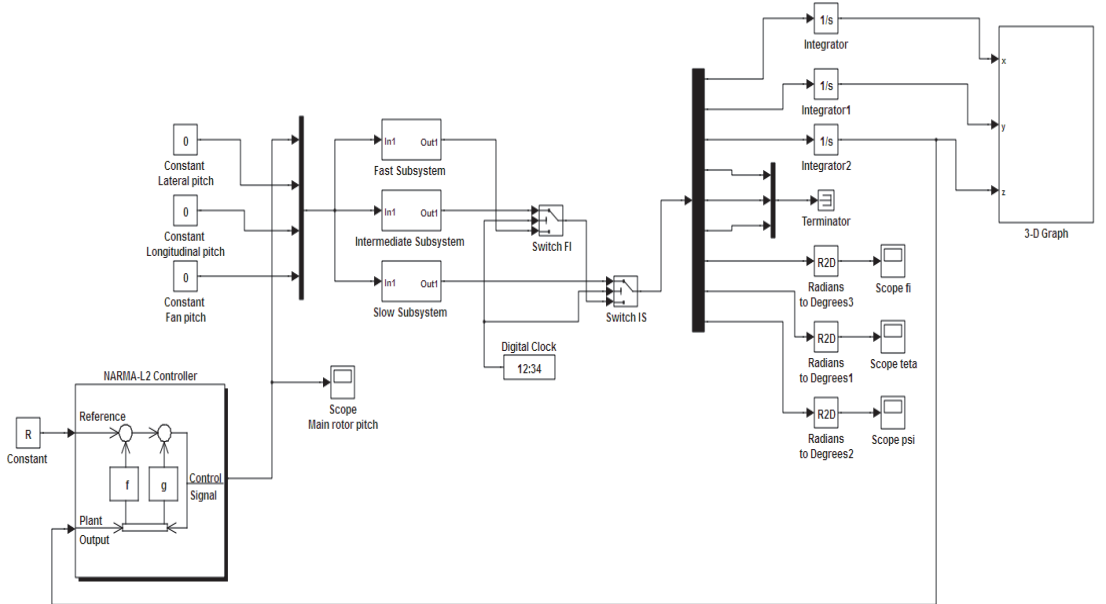 1/s
Integrator
x
1/s
Integrator1
y
1/s
Integrator2
z
3-D Graph
0
Constant
Lateral pitch
0
Constant
Longitudinal pitch
0
Constant
Fan pitch
In1 Out1
Fast Subsystem
In1 Out1
Intermediate Subsystem
In1 Out1
Slow Subsystem
Switch FI
Switch IS
Digital Clock
12:34
Terminator
R2D
Radians
to Degrees3
Scope fi
R2D
Radians
to Degrees1
Scope teta
R2D
Radians
to Degrees2
Scope psi
Scope
Main rotor pitch
NARMA-L2 Controller
Reference
R
Constant
f
g
Control
Signal
Plant
Output